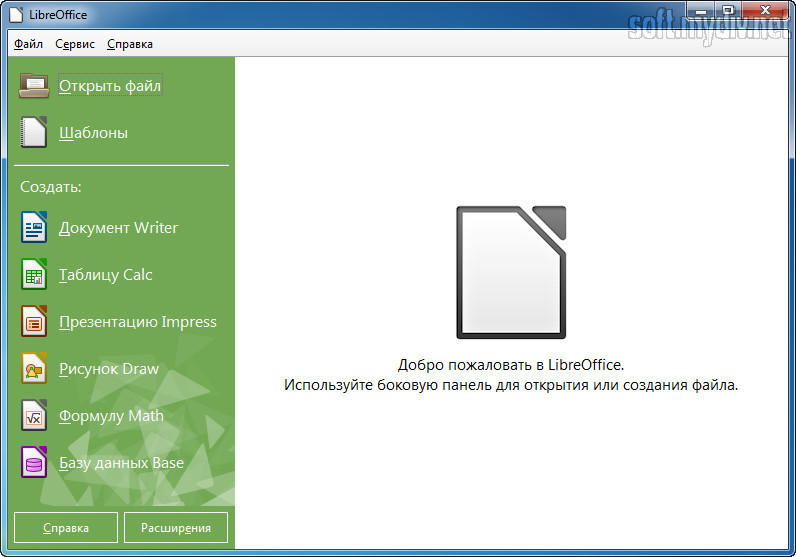 LibreOffice
soft.mydiv.net
Файл Сервис Справка
Открыть файл
Шаблоны
Создать:
Документ Writer
Таблицу Calc
Презентацию Impress
Рисунок Draw
Формулу Math
Базу данных Base
Справка Расширения
Добро пожаловать в LibreOffice.
Используйте боковую панель для открытия или создания файла.